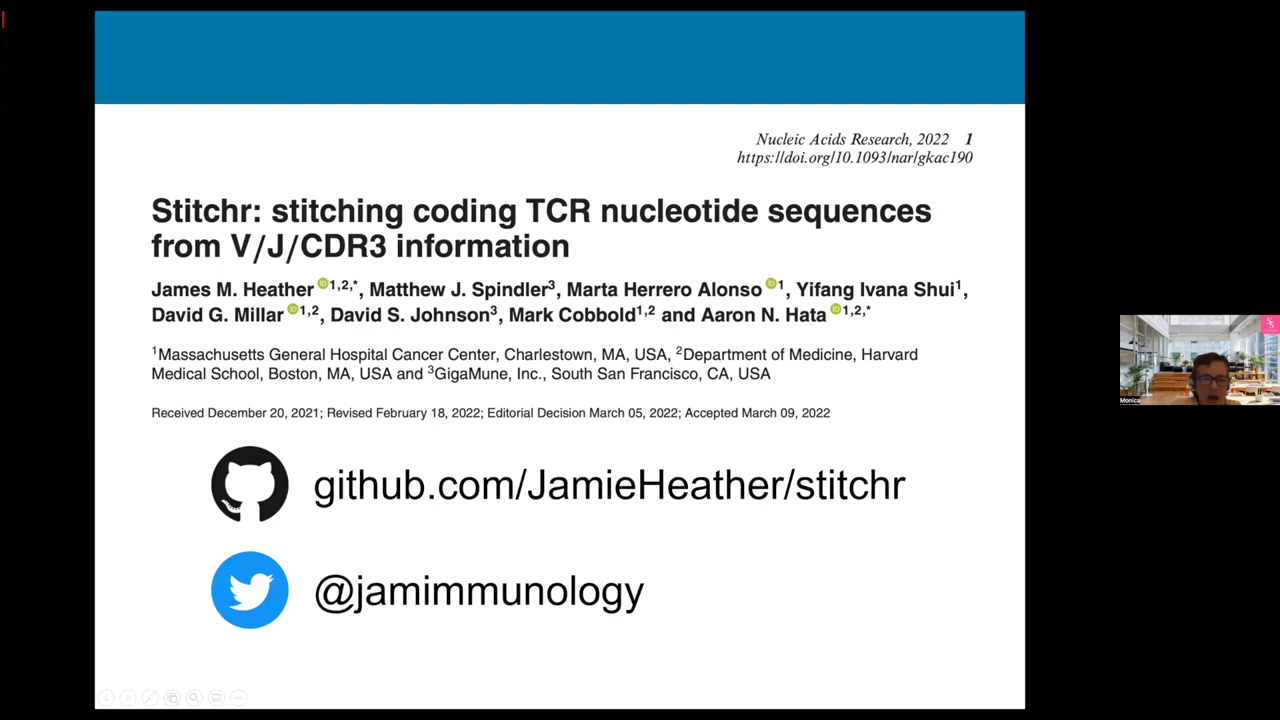 Nucleic Acids Research, 2022 1
https://doi.org/10.1093/nar/gkac190
Stitchr: stitching coding TCR nucleotide sequences
from V/J/CDR3 information
James M. Heather 1,2,*, Matthew J. Spindler3, Marta Herrero Alonso 1, Yifang Ivana Shui1,
David G. Millar 1,2, David S. Johnson3, Mark Cobbold1,2 and Aaron N. Hata 1,2,*
1Massachusetts General Hospital Cancer Center, Charlestown, MA, USA, 2Department of Medicine, Harvard
Medical School, Boston, MA, USA and 3GigaMune, Inc., South San Francisco, CA, USA
Received December 20, 2021; Revised February 18, 2022; Editorial Decision March 05, 2022; Accepted March 09, 2022
github.com/JamieHeather/stitchr
@jamimmunology
Monica